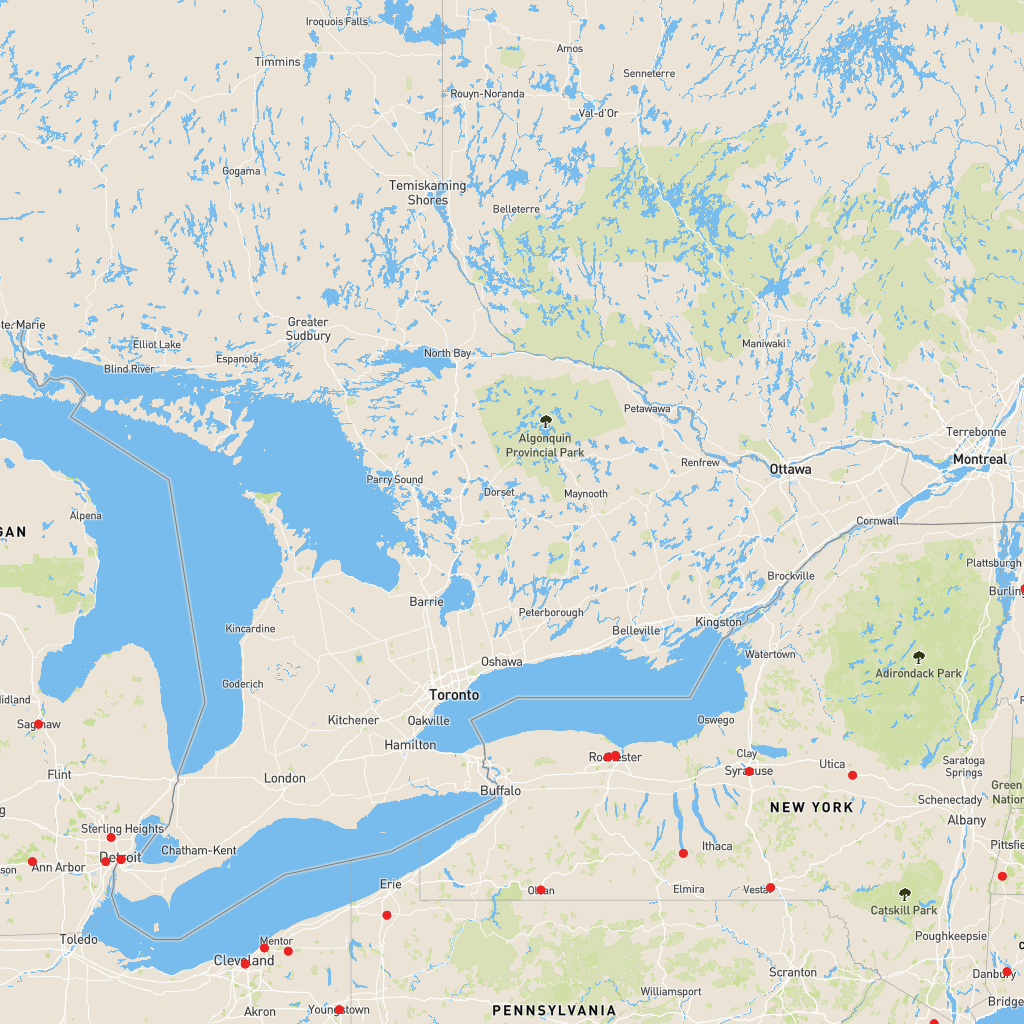 Iroquois Falls
Amos
Timmins
Senneterre
Rouyn-Noranda
Val-d'Or
Gogama
Temiskaming
Shores
Belleterre
Marie
Greater
Sudbury
Elliot Lake
Maniwaki
Espanola
North Bay
Blind River
Petawawa
Algonquin
Provincial Park
Terrebonne
Montreal
Renfrew
Ottawa
Parry Sound
Dorset
Maynooth
Alpena
Cornwall
GAN
Plattsburgh
Brockville
Burling
Barrie
Peterborough
Kingston
Kincardine
Belleville
Watertown
Oshawa
Adirondack Park
Goderich
Toronto
Saginaw
Kitchener
Oakville
Oswego
Hamilton
Rochester
Clay
Utica
Saratoga
Springs
Flint
London
Syracuse
Buffalo
Green
Nation
NEW YORK
Schenectady
Albany
Sterling Heights
Chatham-Kent
Ithaca
Pittsfie
Detroit
Ann Arbor
son
Erie
Olean
Elmira
Vestal
Catskill Park
Toledo
Mentor
Poughkeepsie
Cleveland
Scranton
Danbury
Williamsport
Akron
Youngstown
PENNSYLVANIA
Bridge